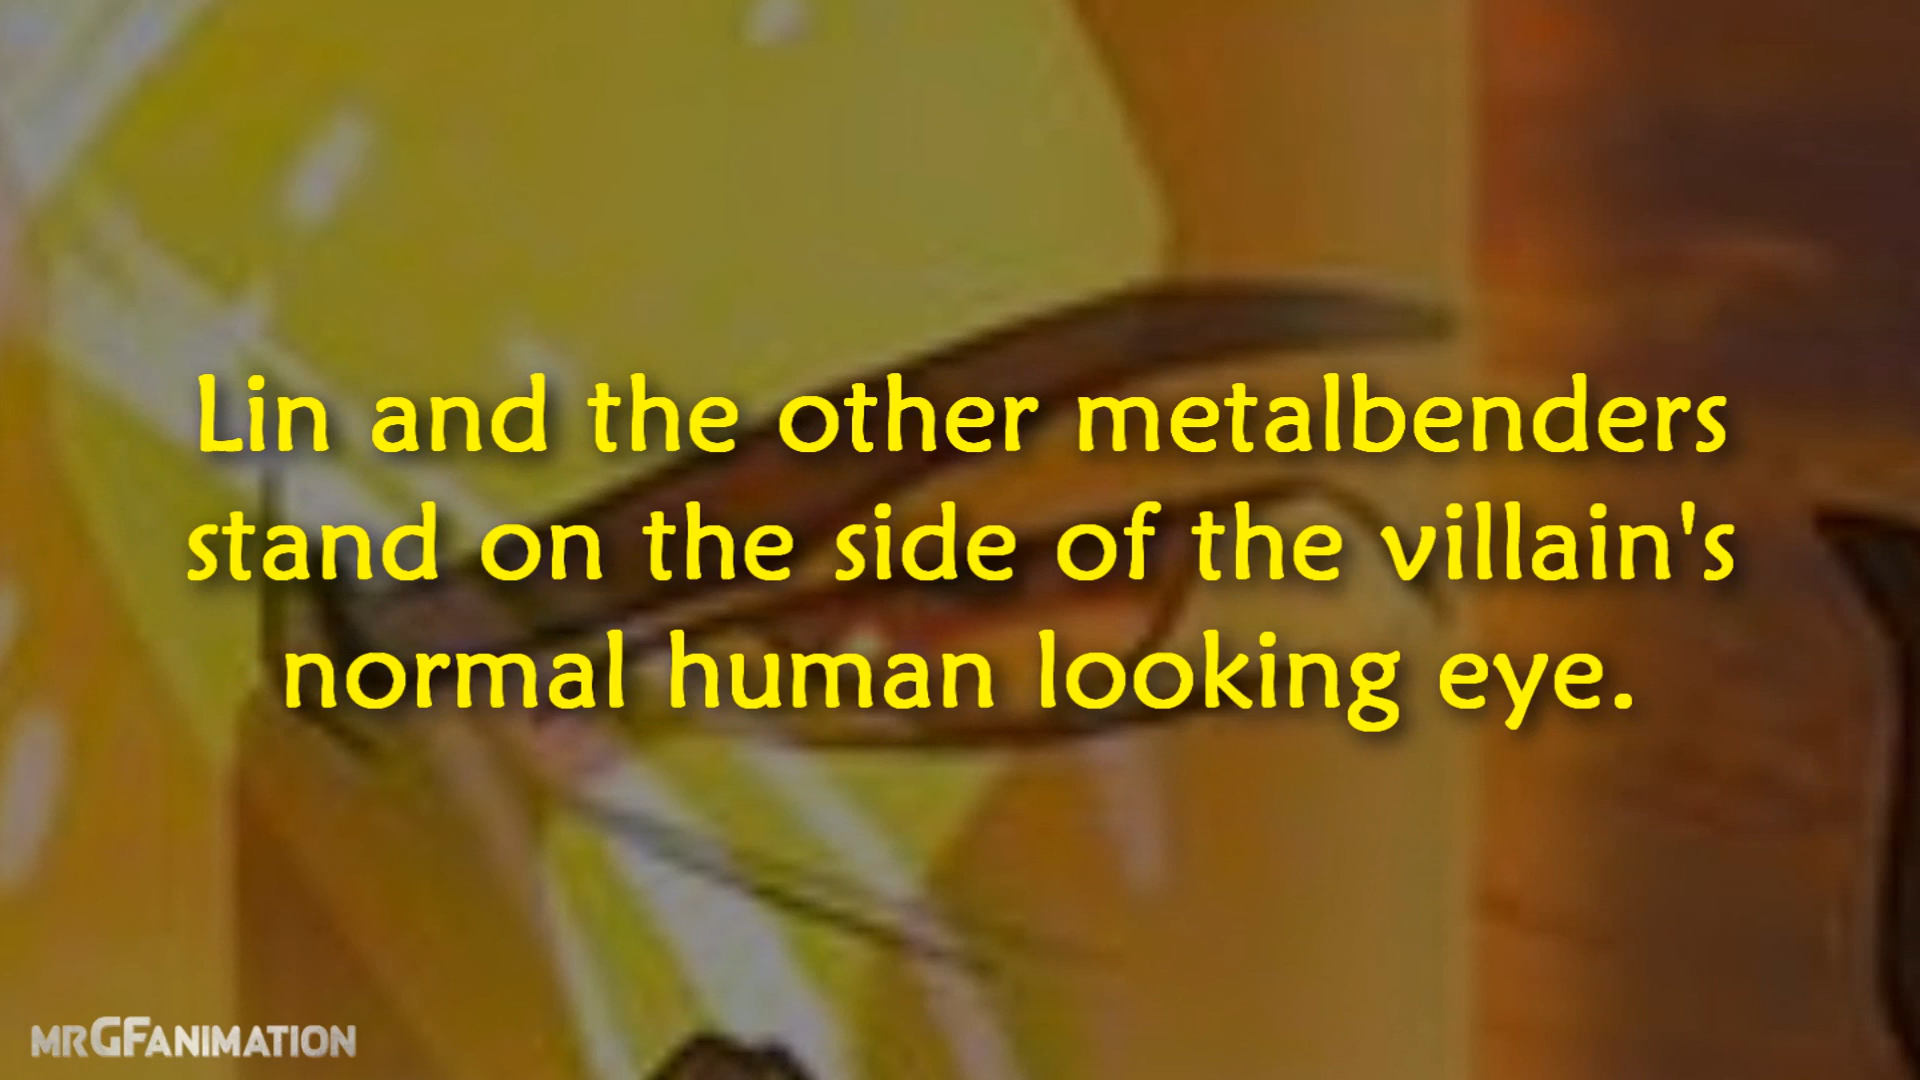 Lin and the other metalbenders
stand on the side of the villain's
normal human looking eye.
MRGFANIMATION